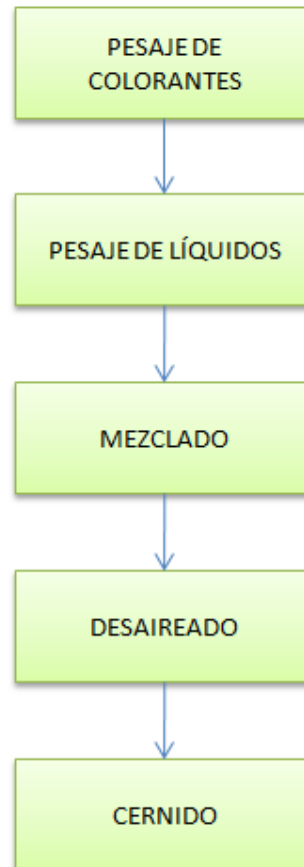 PESAJE DE
COLORANTES
PESAJE DE LÍQUIDOS
MEZCLADO
DESAIREADO
CERNIDO